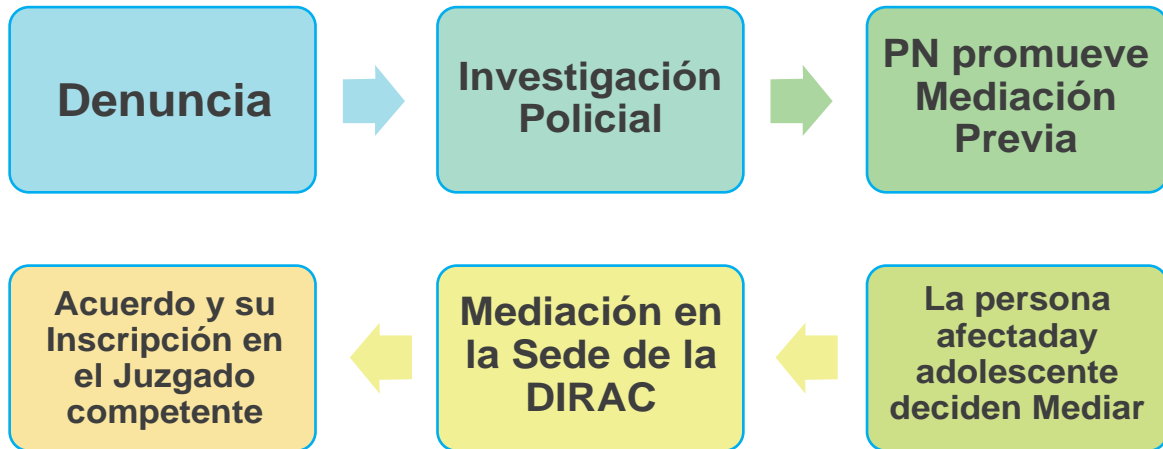 Denuncia
Investigación
Policial
PN promueve
Mediación
Previa
La persona
afectaday
adolescente
deciden Mediar
Mediación en
la Sede de la
DIRAC
Acuerdo y su
Inscripción en
el Juzgado
competente